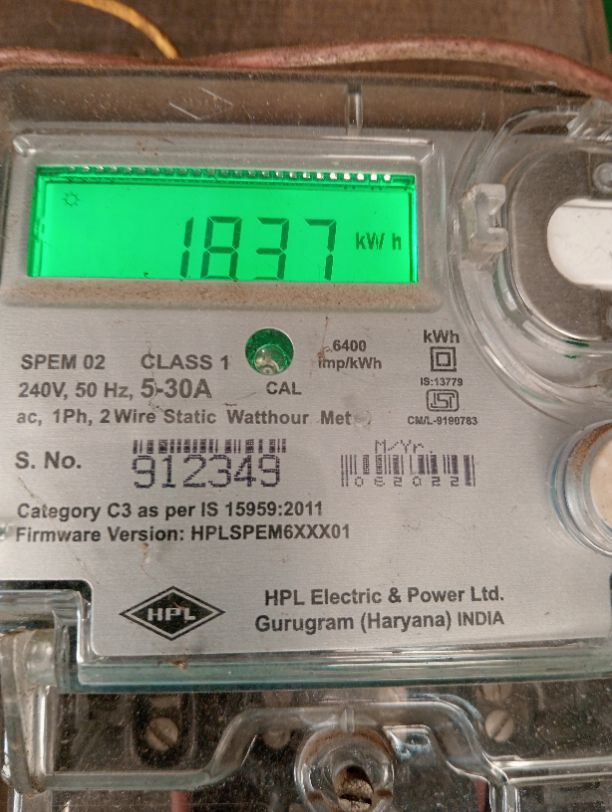 1837 kWh
6400
imp/kWh
kWh
SPEM 02 CLASS 1
CAL
IS:13779
240V, 50 Hz, 5-30A
ISI
CM/L-9190783
ac, 1Ph, 2 Wire Static Watthour Met
S. No. 912349
M/Yr.
062022
Category C3 as per IS 15959:2011
Firmware Version: HPLSPEM6XXX01
HPL
HPL Electric & Power Ltd.
Gurugram (Haryana) INDIA